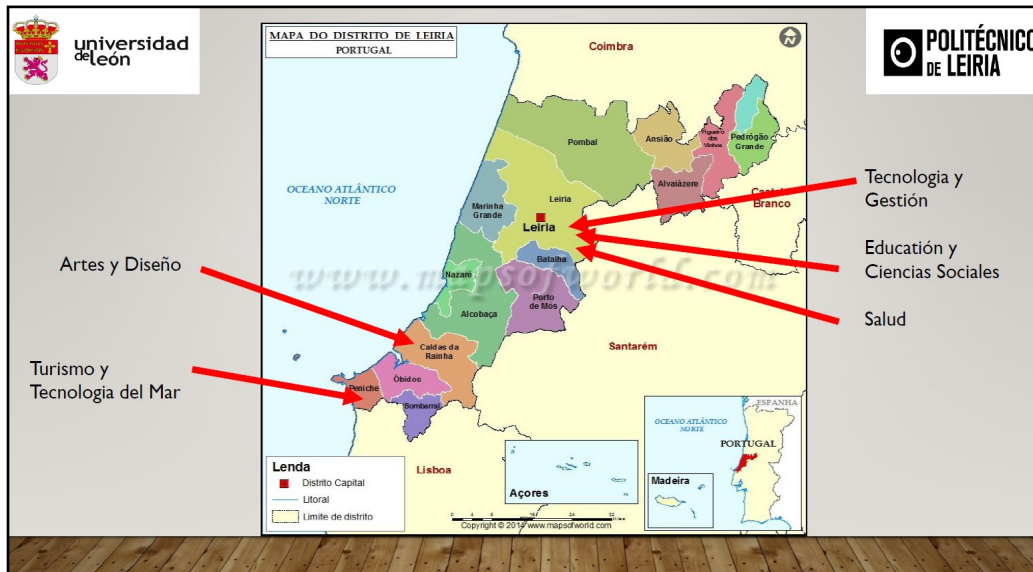 universidad
de león
POLITÉCNICO
DE LEIRIA
MAPA DO DISTRITO DE LEIRIA
PORTUGAL
Coimbra
Pombal
Ansião
Figueiró
dos
Vinhos
Pedrógão
Grande
Alvaiázere
Castelo
Branco
OCEANO ATLÂNTICO
NORTE
Marinha
Grande
Leiria
Leiria
Batalha
www.mapsofworld.com
Nazaré
Porto
de Mós
Alcobaça
Santarém
Caldas da
Rainha
Óbidos
Peniche
Bombarral
Lisboa
Artes y Diseño
Turismo y
Tecnologia del Mar
Tecnologia y
Gestión
Educatión y
Ciencias Sociales
Salud
Lenda
Distrito Capital
Litoral
Limite de distrito
Açores
Copyright © 2014 www.mapsofworld.com
OCEANO ATLÂNTICO
NORTE
ESPANHA
PORTUGAL
Madeira